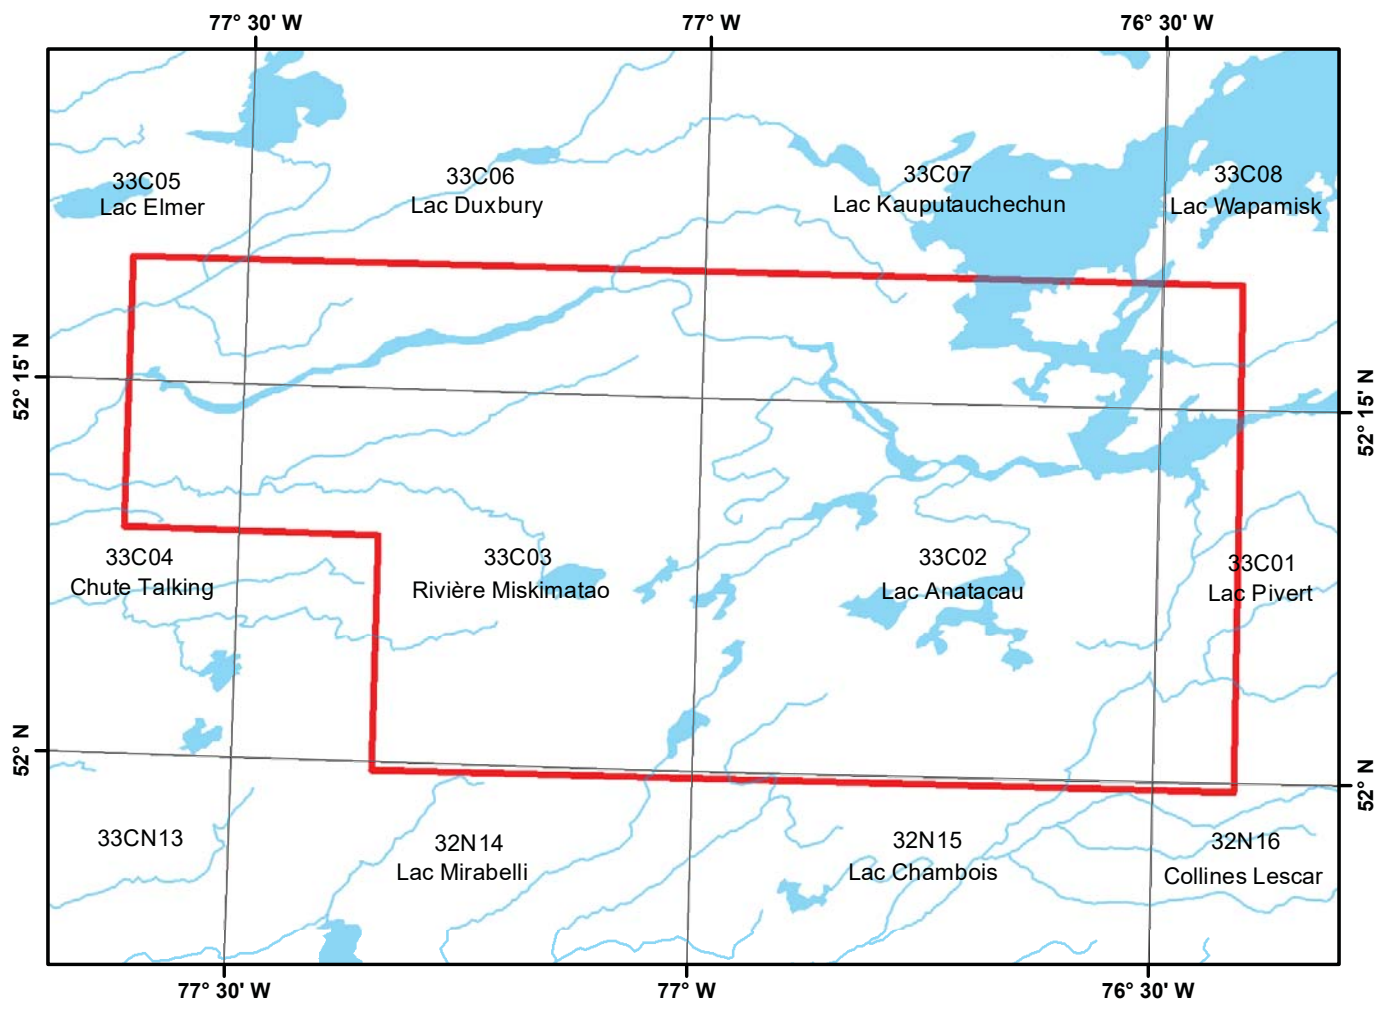 77° 30' W
77° W
76° 30' W
33C05
Lac Elmer
33C06
Lac Duxbury
33C07
Lac Kauputauchechun
33C08
Lac Wapamisk
52° 15' N
52° 15' N
33C04
Chute Talking
33C03
Rivière Miskimatao
33C02
Lac Anatacau
33C01
Lac Pivert
52° N
52° N
33CN13
32N14
Lac Mirabelli
32N15
Lac Chambois
32N16
Collines Lescar
77° 30' W
77° W
76° 30' W